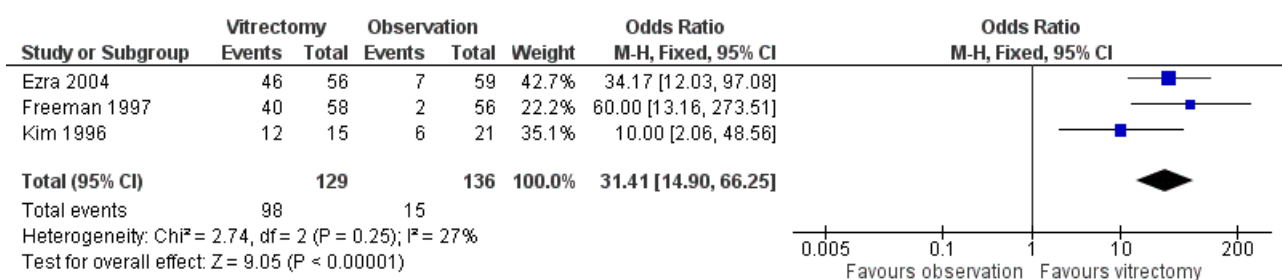 Vitrectomy Observation Odds Ratio Odds Ratio
Study or Subgroup Events Total Events Total Weight M-H, Fixed, 95% CI M-H, Fixed, 95% CI
Ezra 2004 46 56 7 59 42.7% 34.17 [12.03, 97.08]
Freeman 1997 40 58 2 56 22.2% 60.00 [13.16, 273.51]
Kim 1996 12 15 6 21 35.1% 10.00 [2.06, 48.56]
Total (95% CI) 129 136 100.0% 31.41 [14.90, 66.25]
Total events 98 15
Heterogeneity: Chi² = 2.74, df = 2 (P = 0.25); I² = 27%
Test for overall effect: Z = 9.05 (P < 0.00001)
0.005 0.1 1 10 200
Favours observation Favours vitrectomy